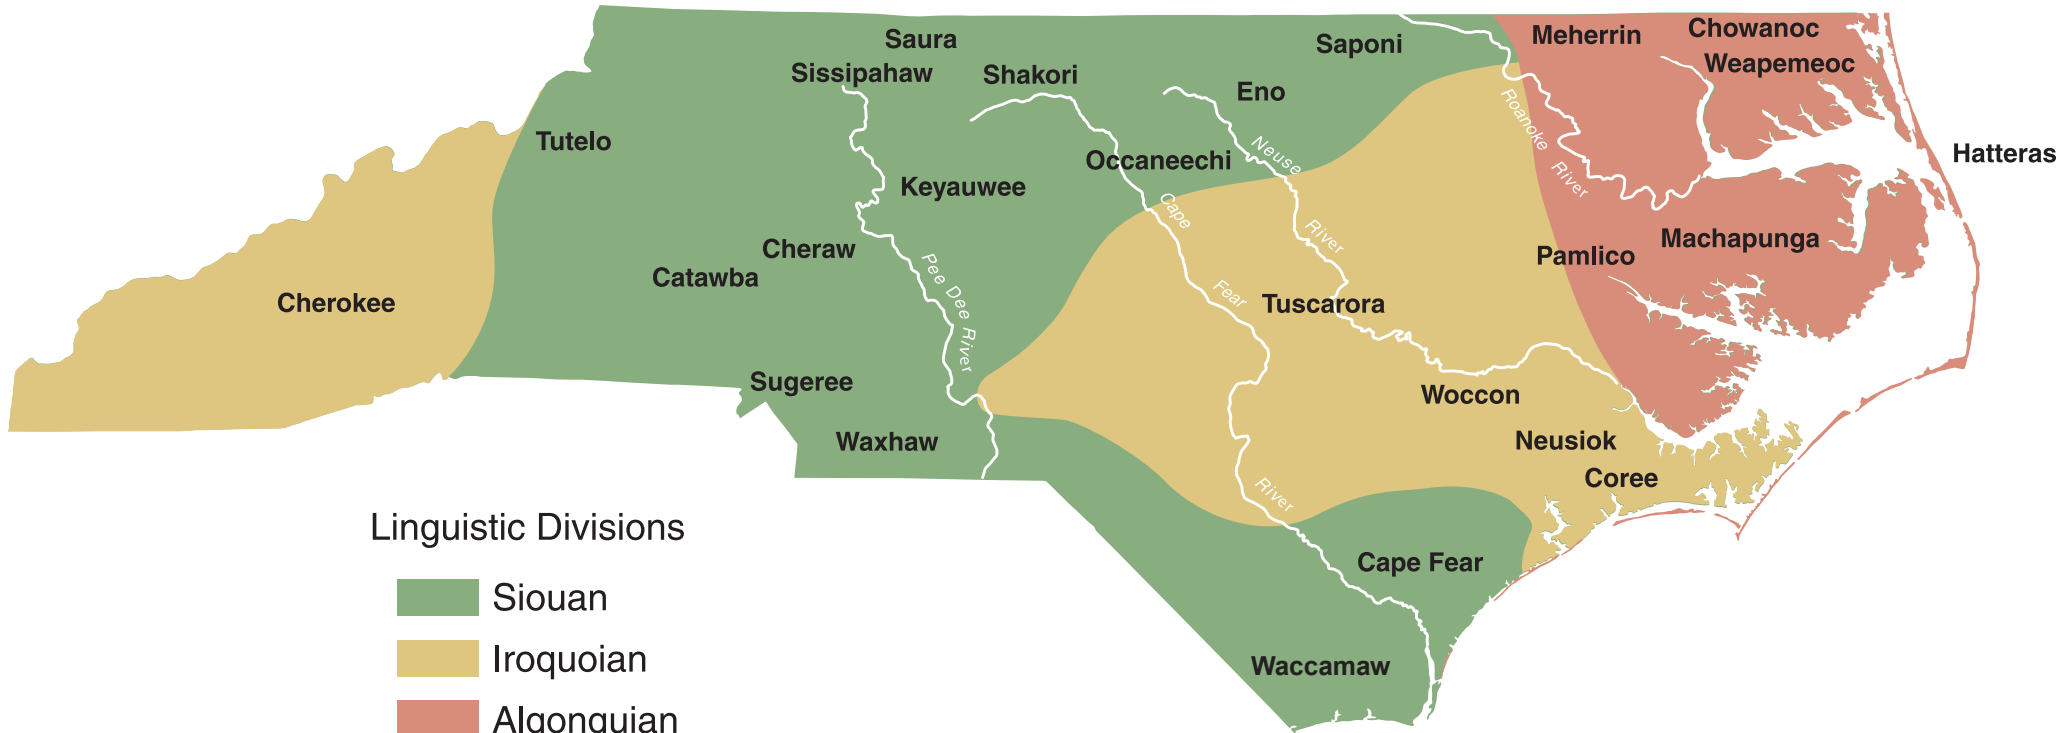 Saura
Sissipahaw
Shakori
Saponi
Eno
Meherrin
Chowanoc
Weapemeoc
Hatteras
Tutelo
Occaneechi
Keyauwee
Neuse
River
Roanoke
River
Cape
Fear
River
Pee Dee River
Cheraw
Catawba
Cherokee
Tuscarora
Pamlico
Machapunga
Sugeree
Waxhaw
Woccon
Neusiok
Coree
Cape Fear
Waccamaw
Linguistic Divisions
Siouan
Iroquoian
Algonquian